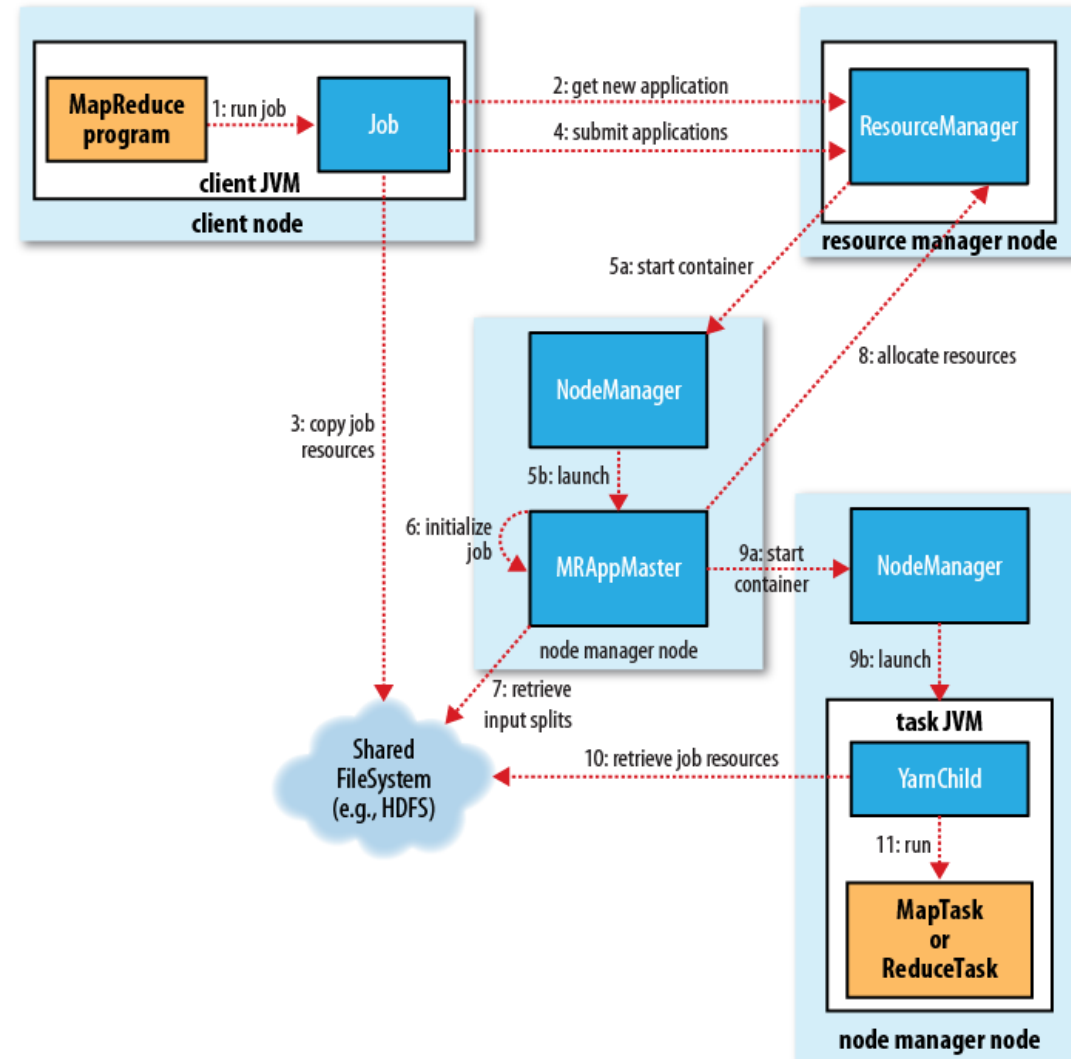 MapReduce
program
1: run job
Job
client JVM
client node
2: get new application
4: submit applications
ResourceManager
resource manager node
5a: start container
8: allocate resources
3: copy job
resources
NodeManager
5b: launch
6: initialize
job
MRAppMaster
node manager node
9a: start
container
NodeManager
9b: launch
7: retrieve
input splits
Shared
FileSystem
(e.g., HDFS)
10: retrieve job resources
task JVM
YarnChild
11: run
MapTask
or
ReduceTask
node manager node